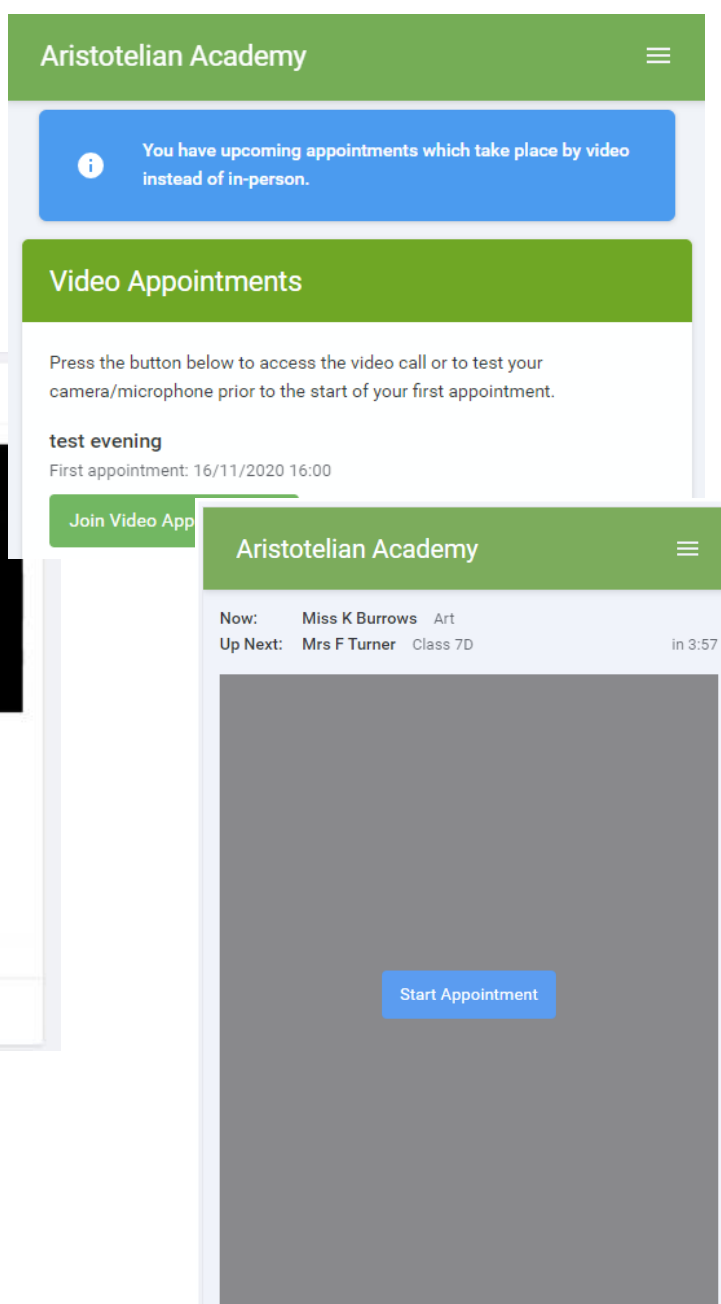 Aristotelian Academy
You have upcoming appointments which take place by video
instead of in-person.
Video Appointments
Press the button below to access the video call or to test your
camera/microphone prior to the start of your first appointment.
test evening
First appointment: 16/11/2020 16:00
Join Video App
Aristotelian Academy
Now: Miss K Burrows Art
Up Next: Mrs F Turner Class 7D in 3:57
Start Appointment